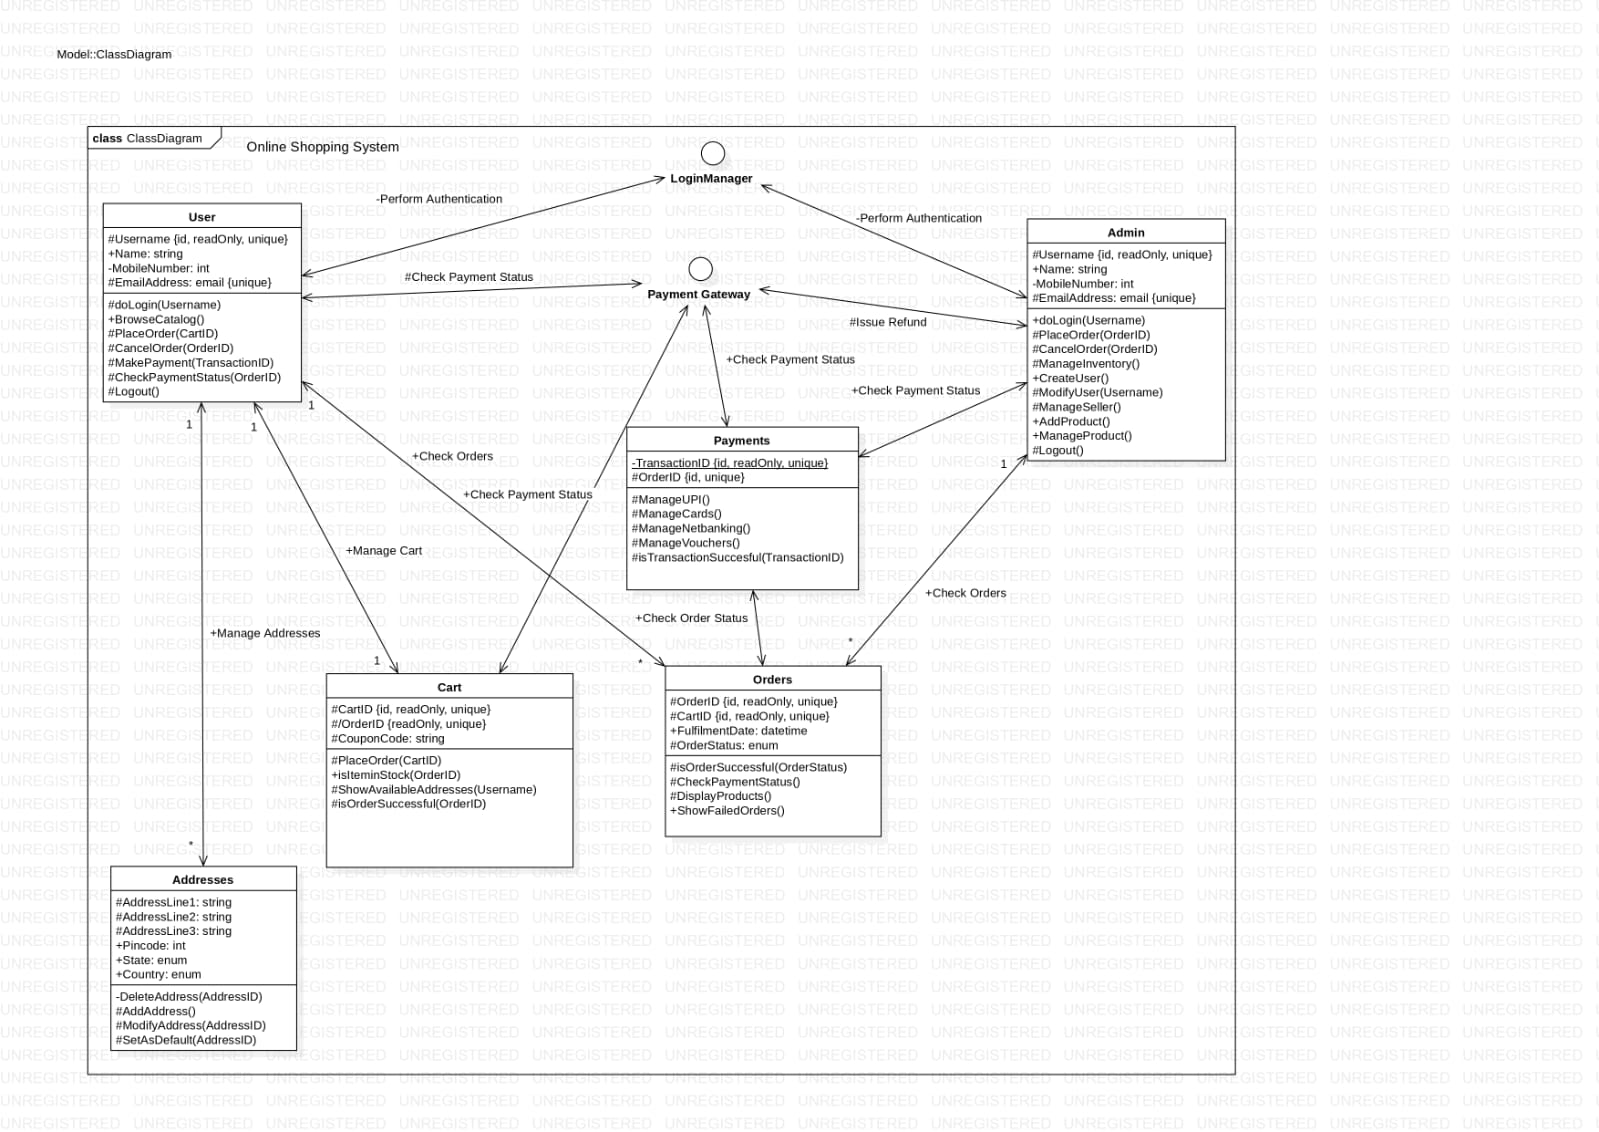 Model::ClassDiagram
class ClassDiagram
Online Shopping System
LoginManager
-Perform Authentication
-Perform Authentication
User
#Username {id, readOnly, unique}
+Name: string
-MobileNumber: int
#EmailAddress: email {unique}
#doLogin(Username)
+BrowseCatalog()
#PlaceOrder(CartID)
#CancelOrder(OrderID)
#MakePayment(TransactionID)
#CheckPaymentStatus(OrderID)
#Logout()
Admin
#Username {id, readOnly, unique}
+Name: string
-MobileNumber: int
#EmailAddress: email {unique}
+doLogin(Username)
#PlaceOrder(OrderID)
#CancelOrder(OrderID)
#ManageInventory()
+CreateUser()
#ModifyUser(Username)
#ManageSeller()
+AddProduct()
+ManageProduct()
#Logout()
#Check Payment Status
Payment Gateway
#Issue Refund
+Check Payment Status
+Check Payment Status
1
1
1
Payments
-TransactionID {id, readOnly, unique}
#OrderID {id, unique}
#ManageUPI()
#ManageCards()
#ManageNetbanking()
#ManageVouchers()
#isTransactionSuccesful(TransactionID)
+Check Orders
1
+Check Payment Status
+Manage Cart
+Check Orders
+Check Order Status
+Manage Addresses
*
1
*
Cart
#CartID {id, readOnly, unique}
#/OrderID {readOnly, unique}
#CouponCode: string
#PlaceOrder(CartID)
+isIteminStock(OrderID)
#ShowAvailableAddresses(Username)
#isOrderSuccessful(OrderID)
Orders
#OrderID {id, readOnly, unique}
#CartID {id, readOnly, unique}
+FulfilmentDate: datetime
#OrderStatus: enum
#isOrderSuccessful(OrderStatus)
#CheckPaymentStatus()
#DisplayProducts()
+ShowFailedOrders()
*
Addresses
#AddressLine1: string
#AddressLine2: string
#AddressLine3: string
+Pincode: int
+State: enum
+Country: enum
-DeleteAddress(AddressID)
#AddAddress()
#ModifyAddress(AddressID)
#SetAsDefault(AddressID)
UNREGISTERED